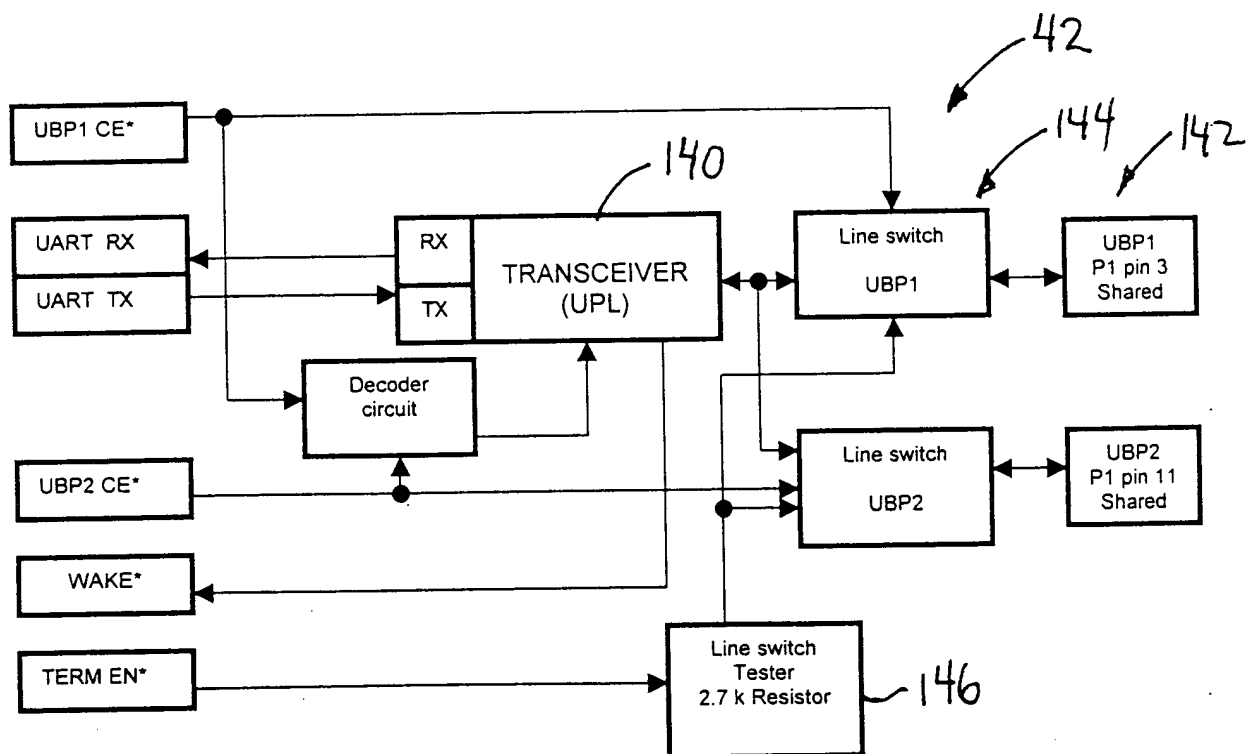 42
UBP1 CE*
140
144
142
UART RX
UART TX
RX
TX
TRANSCEIVER
(UPL)
Line switch
UBP1
UBP1
P1 pin 3
Shared
Decoder
circuit
UBP2 CE*
Line switch
UBP2
UBP2
P1 pin 11
Shared
WAKE*
TERM EN*
Line switch
Tester
2.7 k Resistor
146